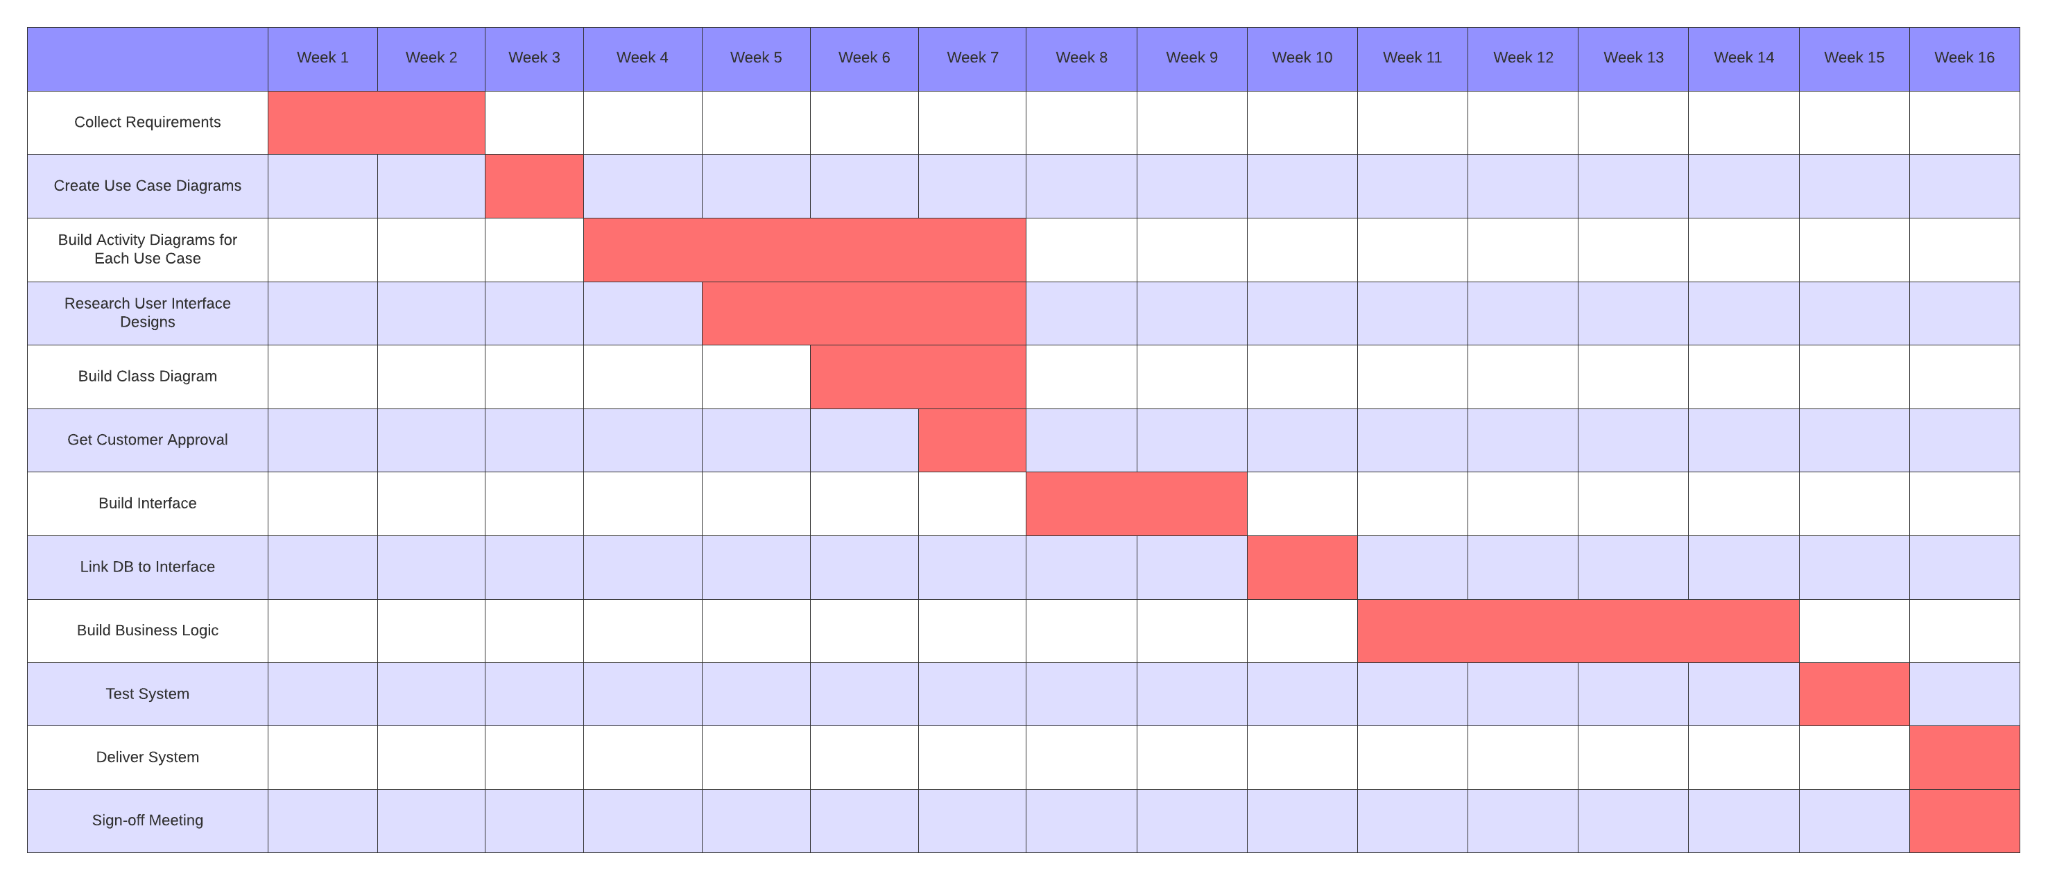 Week 1 Week 2 Week 3 Week 4 Week 5 Week 6 Week 7 Week 8 Week 9 Week 10 Week 11 Week 12 Week 13 Week 14 Week 15 Week 16
Collect Requirements
Create Use Case Diagrams
Build Activity Diagrams for
Each Use Case
Research User Interface
Designs
Build Class Diagram
Get Customer Approval
Build Interface
Link DB to Interface
Build Business Logic
Test System
Deliver System
Sign-off Meeting